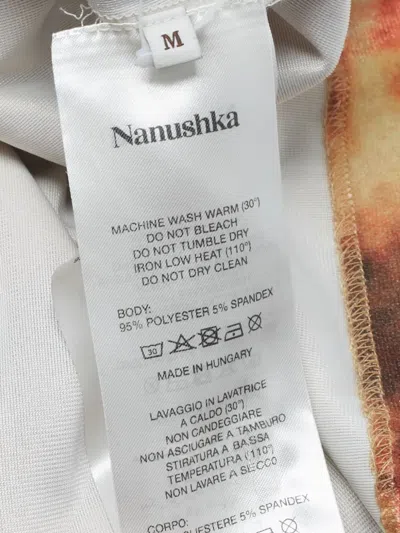 M
Nanushka
MACHINE WASH WARM (30°)
DO NOT BLEACH
DO NOT TUMBLE DRY
IRON LOW HEAT (110°)
DO NOT DRY CLEAN
BODY:
95% POLYESTER 5% SPANDEX
30
MADE IN HUNGARY
LAVAGGIO IN LAVATRICE
A CALDO (30°)
NON CANDEGGIARE
NON ASCIUGARE A TAMBURO
STIRATURA A BASSA
TEMPERATURA (110°)
NON LAVARE A SECCO
CORPO:
POLIESTERE 5% SPANDEX